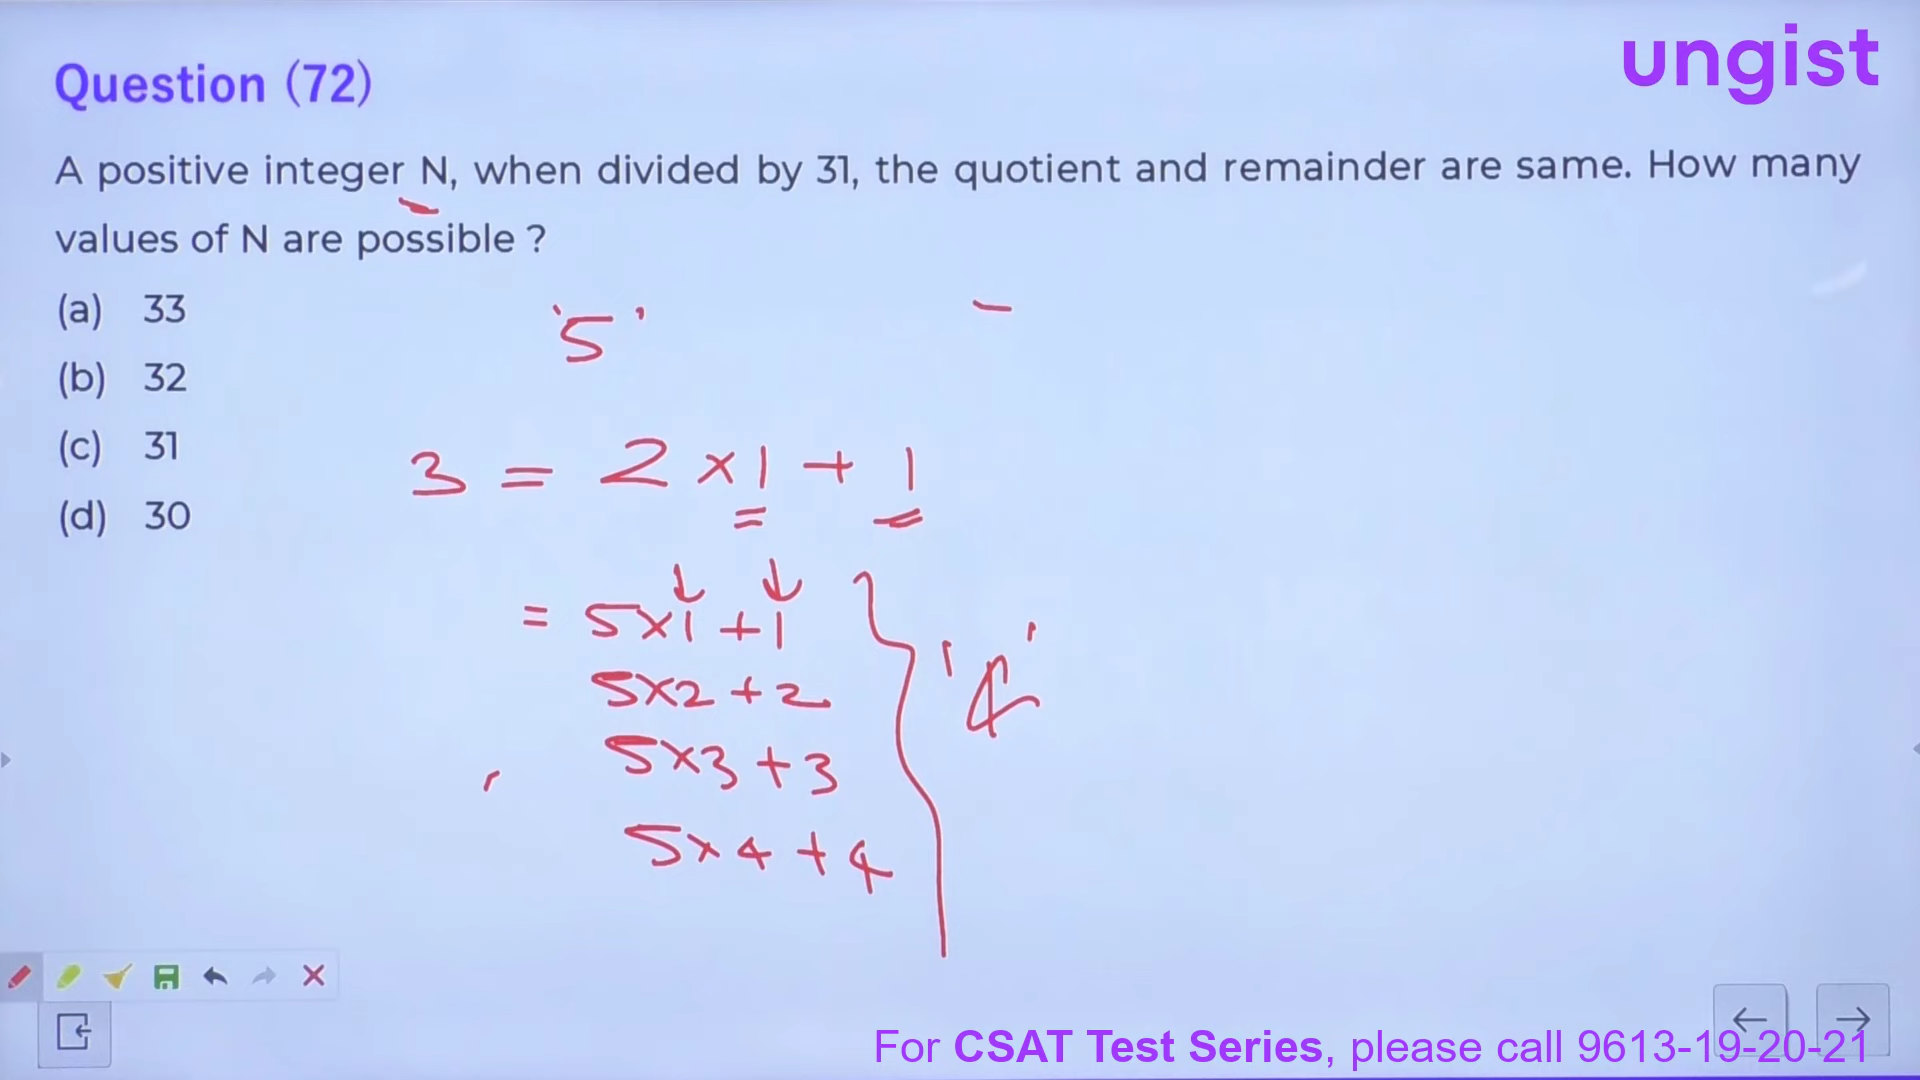 ungist
Question (72)
A positive integer N, when divided by 31, the quotient and remainder are same. How many
values of N are possible ?
(a) 33
(b) 32
(c) 31
(d) 30
'5'
3 = 2 × 1 + 1
= 5×1 + 1
5×2 + 2
5×3 + 3
5×4 + 4
'4'
For CSAT Test Series, please call 9613-19-20-21